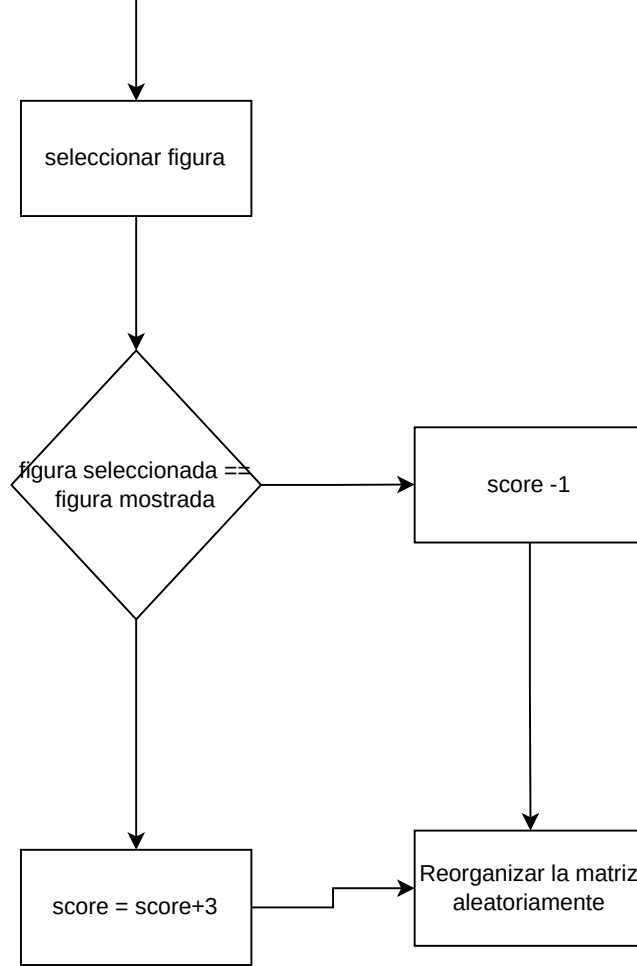 seleccionar figura
figura seleccionada ==
figura mostrada
score -1
score = score+3
Reorganizar la matriz
aleatoriamente